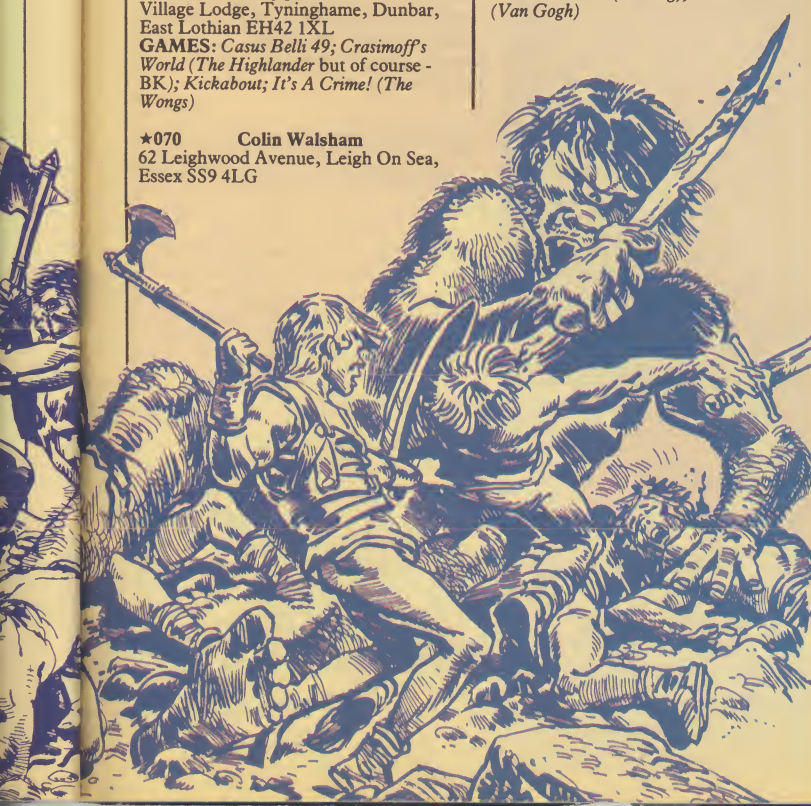 Village Lodge, Tyninghame, Dunbar,
East Lothian EH42 1XL
GAMES: Casus Belli 49; Crasimoff's
World (The Highlander but of course -
BK); Kickabout; It's A Crime! (The
Wongs)
★070 Colin Walsham
62 Leighwood Avenue, Leigh On Sea,
Essex SS9 4LG
(Van Gogh)